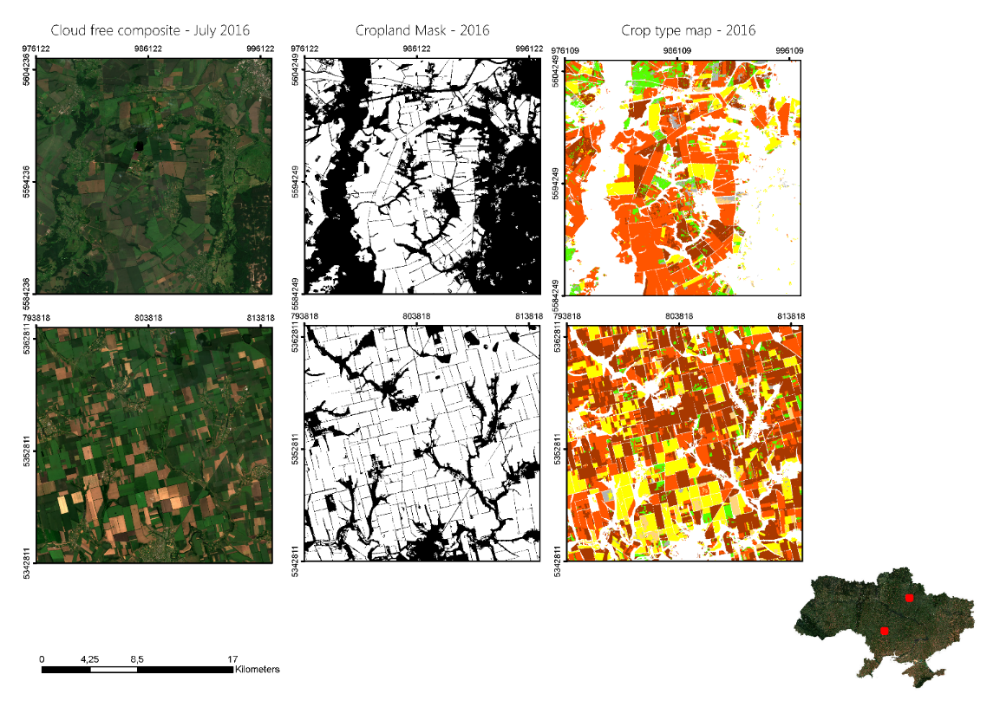 Cloud free composite - July 2016
Cropland Mask - 2016
Crop type map - 2016
976122 986122 996122
976122 986122 996122
976109 986109 996109
5604236
5594236
5584236
5604249
5594249
5584249
5604249
5594249
5584249
793818 803818 813818
793818 803818 813818
793818 803818 813818
5362811
5352811
5342811
5362811
5352811
5342811
5362811
5352811
5342811
0 4,25 8,5 17
Kilometers